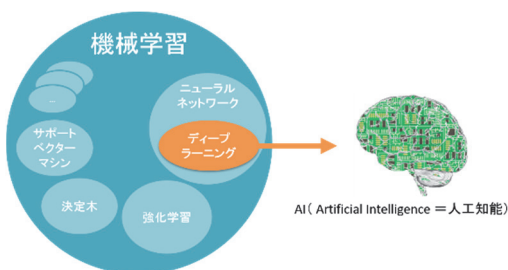 機械学習
...
ニューラル
ネットワーク
ディープ
ラーニング
サポート
ベクター
マシン
決定木
強化学習
AI( Artificial Intelligence ＝人工知能)